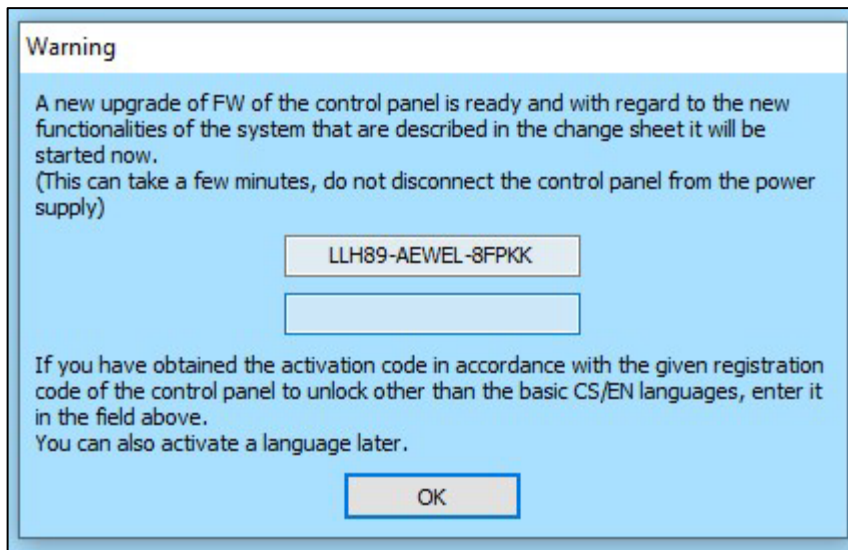 Warning
A new upgrade of FW of the control panel is ready and with regard to the new
functionalities of the system that are described in the change sheet it will be
started now.
(This can take a few minutes, do not disconnect the control panel from the power
supply)
LLH89-AEWEL-8FPKK
If you have obtained the activation code in accordance with the given registration
code of the control panel to unlock other than the basic CS/EN languages, enter it
in the field above.
You can also activate a language later.
OK